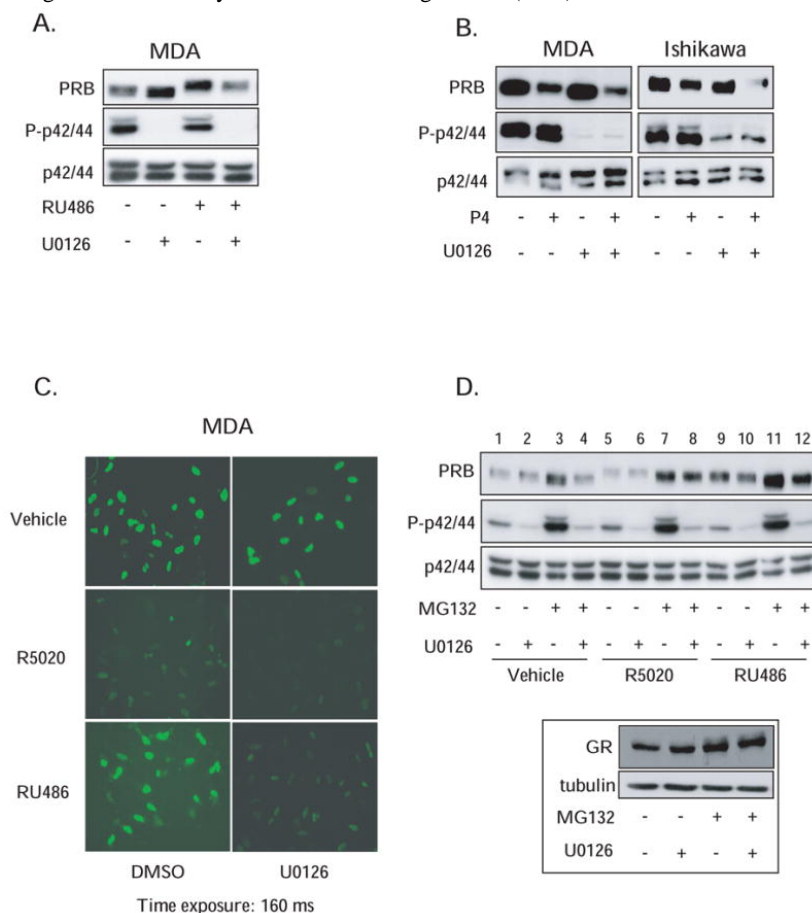 A.
MDA
PRB
P-p42/44
p42/44
RU486 - - + +
U0126 - + - +
B.
MDA Ishikawa
PRB
P-p42/44
p42/44
P4 - + - + - + - +
U0126 - - + + - - + +
C.
MDA
Vehicle
R5020
RU486
DMSO U0126
Time exposure: 160 ms
D.
1 2 3 4 5 6 7 8 9 10 11 12
PRB
P-p42/44
p42/44
MG132 - - + + - - + + - - + +
U0126 - + - + - + - + - + - +
Vehicle R5020 RU486
GR
tubulin
MG132 - - + +
U0126 - + - +